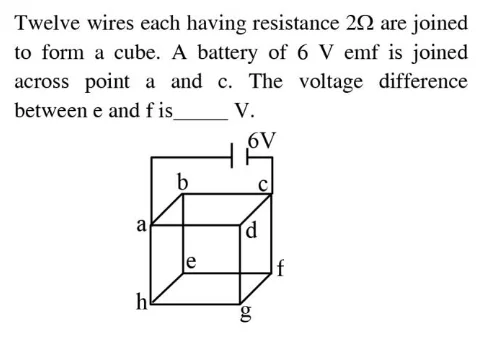 Twelve wires each having resistance 2Ω are joined
to form a cube. A battery of 6 V emf is joined
across point a and c. The voltage difference
between e and f is_____ V.
6V
b
c
a
d
e
f
h
g